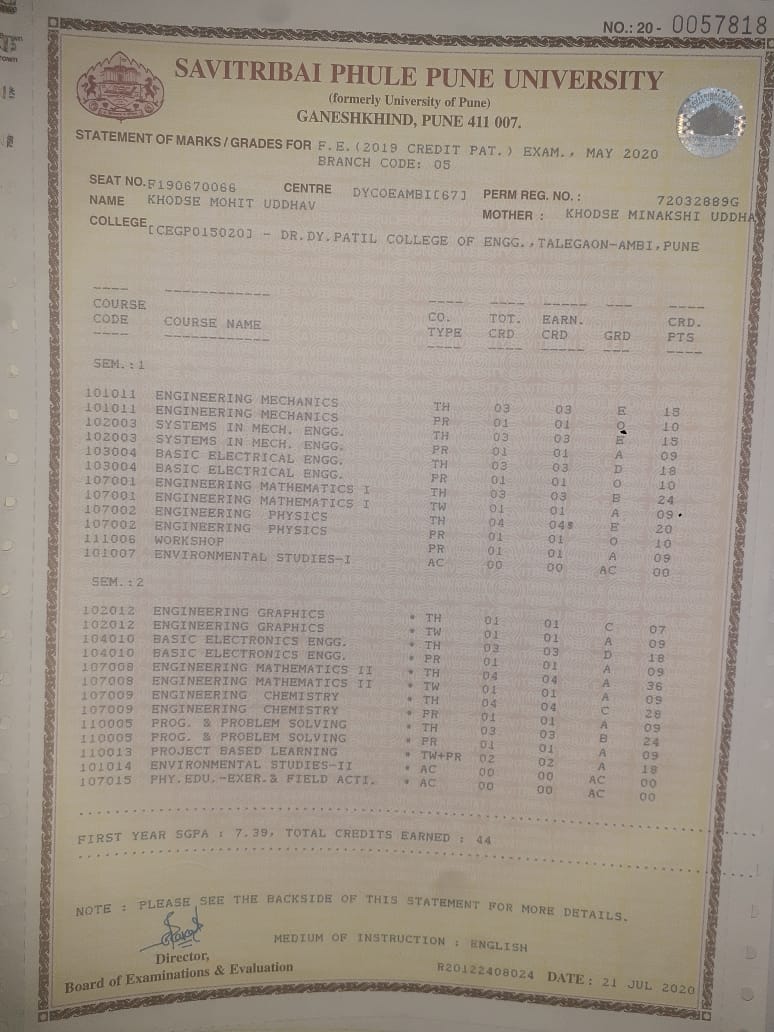 NO.: 20 - 0057818
SAVITRIBAI PHULE PUNE UNIVERSITY
(formerly University of Pune)
GANESHKHIND, PUNE 411 007.
STATEMENT OF MARKS / GRADES FOR F.E.(2019 CREDIT PAT.) EXAM., MAY 2020
BRANCH CODE: 05
SEAT NO. F190670066 CENTRE DYCOEAMBI[67] PERM REG. NO. : 72032889G
NAME KHODSE MOHIT UDDHAV MOTHER : KHODSE MINAKSHI UDDHA
COLLEGE [CEGP015020] - DR.DY.PATIL COLLEGE OF ENGG.,TALEGAON-AMBI,PUNE
COURSE CODE COURSE NAME CO. TYPE TOT. CRD EARN. CRD GRD CRD. PTS
SEM.:1
101011 ENGINEERING MECHANICS TH 03 03 E 15
101011 ENGINEERING MECHANICS PR 01 01 O 10
102003 SYSTEMS IN MECH. ENGG. TH 03 03 E 15
102003 SYSTEMS IN MECH. ENGG. PR 01 01 A 09
103004 BASIC ELECTRICAL ENGG. TH 03 03 D 18
103004 BASIC ELECTRICAL ENGG. PR 01 01 O 10
107001 ENGINEERING MATHEMATICS I TH 03 03 B 24
107001 ENGINEERING MATHEMATICS I TW 01 01 A 09
107002 ENGINEERING PHYSICS TH 04 04$ E 20
107002 ENGINEERING PHYSICS PR 01 01 O 10
111006 WORKSHOP PR 01 01 A 09
101007 ENVIRONMENTAL STUDIES-I AC 00 00 AC 00
SEM.:2
102012 ENGINEERING GRAPHICS * TH 01 01 C 07
102012 ENGINEERING GRAPHICS * TW 01 01 A 09
104010 BASIC ELECTRONICS ENGG. * TH 03 03 D 18
104010 BASIC ELECTRONICS ENGG. * PR 01 01 A 09
107008 ENGINEERING MATHEMATICS II * TH 04 04 A 36
107008 ENGINEERING MATHEMATICS II * TW 01 01 A 09
107009 ENGINEERING CHEMISTRY * TH 04 04 C 28
107009 ENGINEERING CHEMISTRY * PR 01 01 A 09
110005 PROG. & PROBLEM SOLVING * TH 03 03 B 24
110005 PROG. & PROBLEM SOLVING * PR 01 01 A 09
110013 PROJECT BASED LEARNING * TW+PR 02 02 A 18
101014 ENVIRONMENTAL STUDIES-II * AC 00 00 AC 00
107015 PHY.EDU.-EXER.& FIELD ACTI. * AC 00 00 AC 00
FIRST YEAR SGPA : 7.39, TOTAL CREDITS EARNED : 44
NOTE : PLEASE SEE THE BACKSIDE OF THIS STATEMENT FOR MORE DETAILS.
MEDIUM OF INSTRUCTION : ENGLISH
Director,
Board of Examinations & Evaluation
R20122408024 DATE : 21 JUL 2020